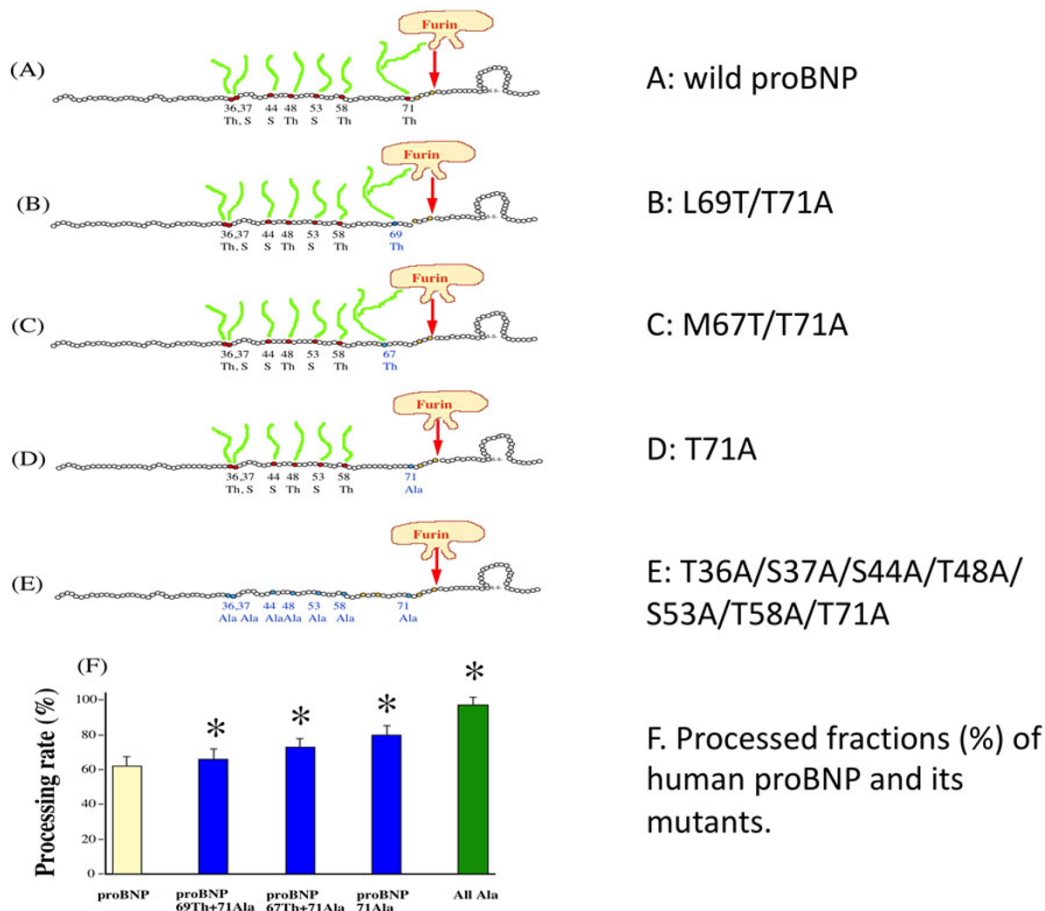 Furin
(A)
36,37 44 48 53 58 71
Th, S S Th S Th Th
A: wild proBNP
Furin
(B)
36,37 44 48 53 58 69
Th, S S Th S Th Th
B: L69T/T71A
Furin
(C)
36,37 44 48 53 58 67
Th, S S Th S Th Th
C: M67T/T71A
Furin
(D)
36,37 44 48 53 58 71
Th, S S Th S Th Ala
D: T71A
Furin
(E)
36,37 44 48 53 58 71
Ala Ala AlaAla Ala Ala Ala
E: T36A/S37A/S44A/T48A/
S53A/T58A/T71A
(F)
Processing rate (%)
100
80
60
40
20
0
* * * *
proBNP
proBNP
69Th+71Ala
proBNP
67Th+71Ala
proBNP
71Ala
All Ala
F. Processed fractions (%) of
human proBNP and its
mutants.